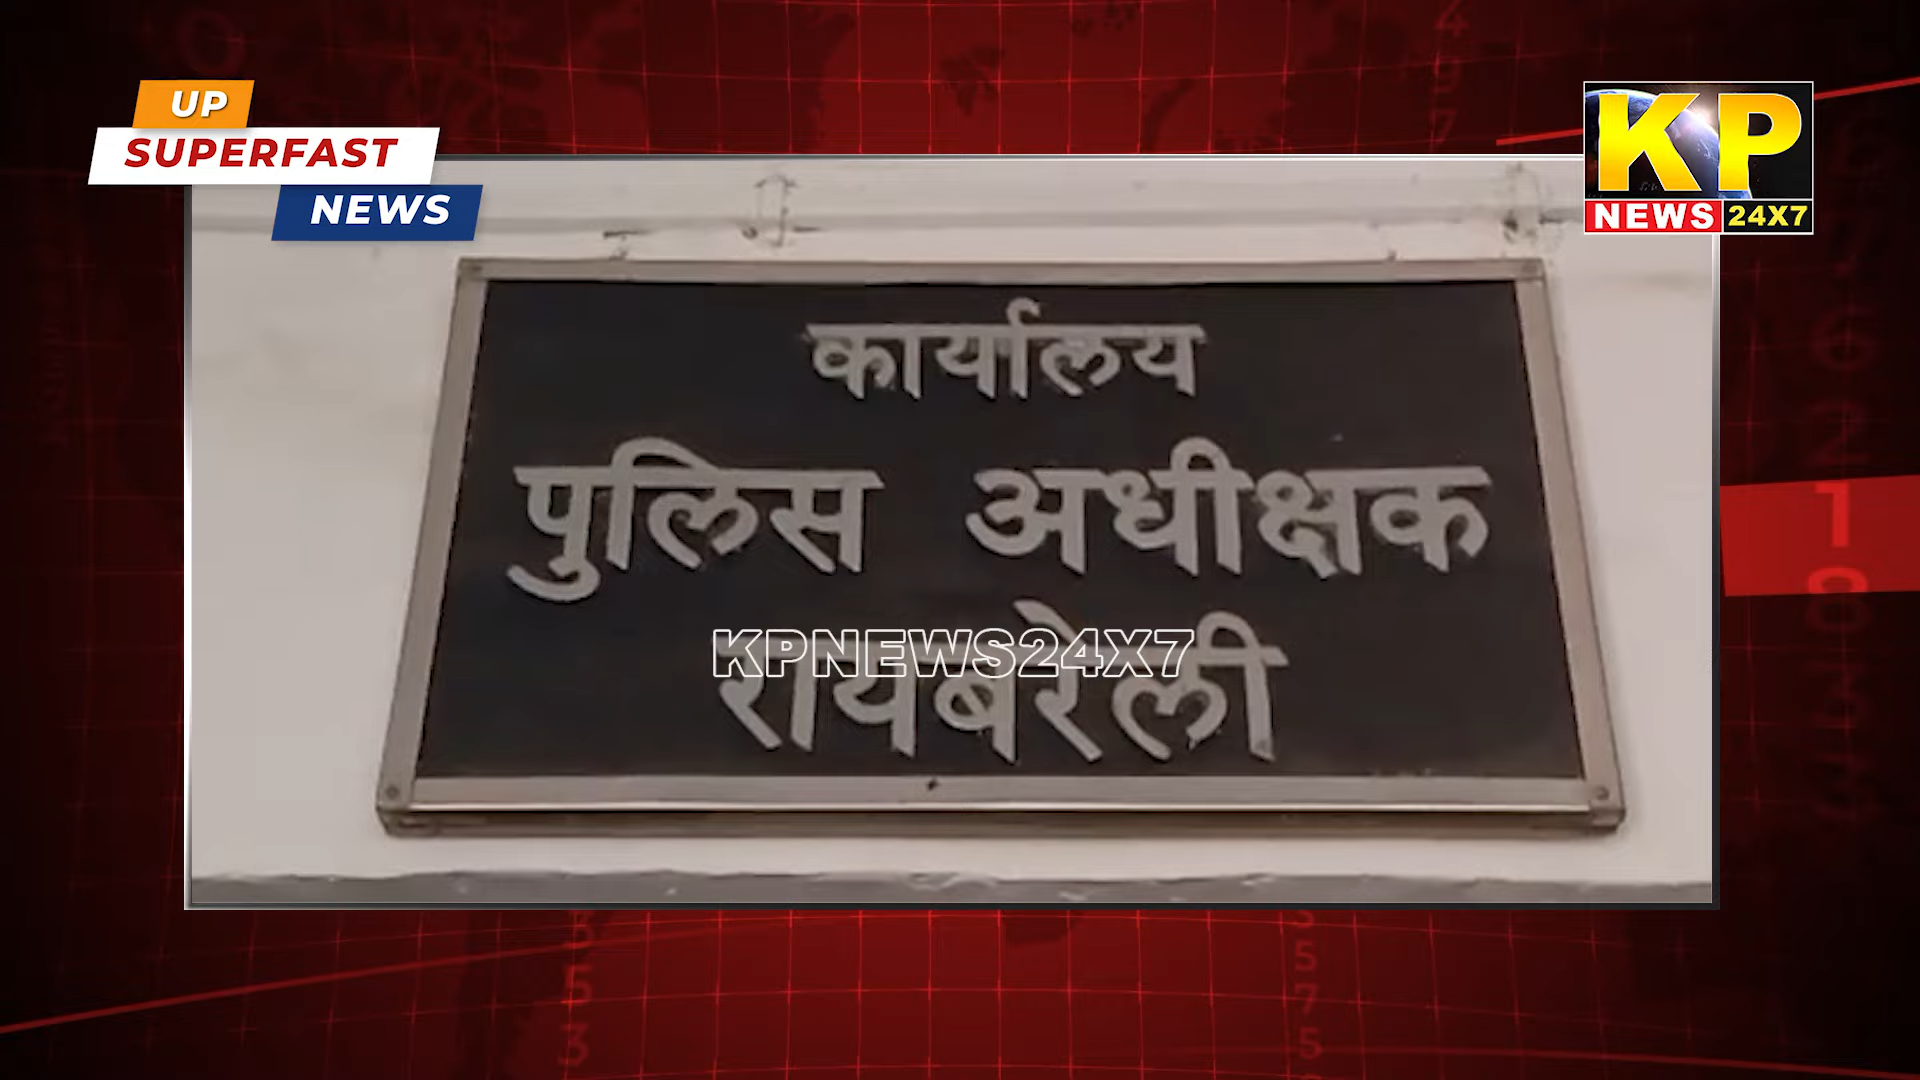 UP
SUPERFAST
NEWS
KP
NEWS 24X7
कार्यालय
पुलिस अधीक्षक
KPNEWS24X7
रायबरेली